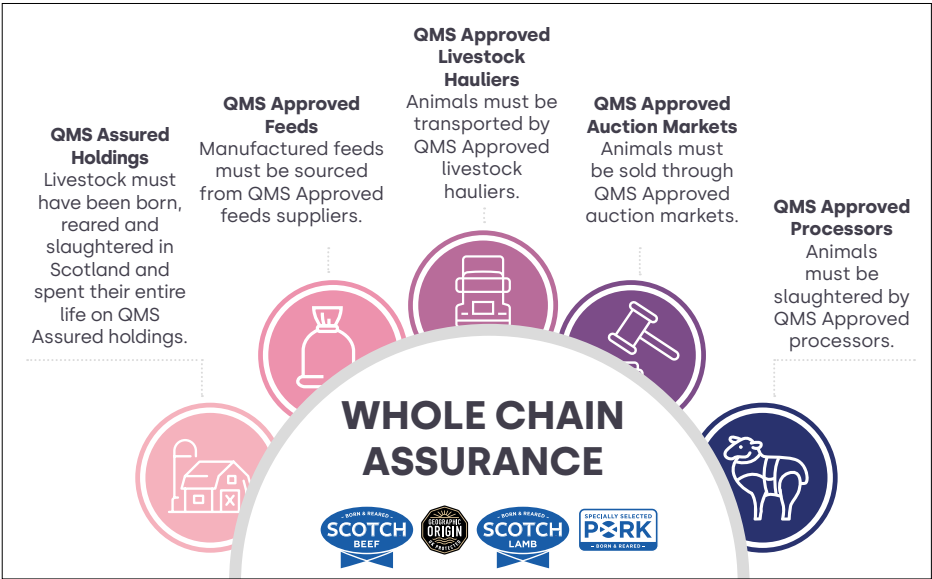 QMS Assured
Holdings
Livestock must
have been born,
reared and
slaughtered in
Scotland and
spent their entire
life on QMS
Assured holdings.
QMS Approved
Feeds
Manufactured feeds
must be sourced
from QMS Approved
feeds suppliers.
QMS Approved
Livestock
Hauliers
Animals must be
transported by
QMS Approved
livestock
hauliers.
QMS Approved
Auction Markets
Animals must
be sold through
QMS Approved
auction markets.
QMS Approved
Processors
Animals
must be
slaughtered by
QMS Approved
processors.
WHOLE CHAIN
ASSURANCE
- BORN & REARED -
SCOTCH
BEEF
GEOGRAPHIC
ORIGIN
UK PROTECTED
- BORN & REARED -
SCOTCH
LAMB
SPECIALLY SELECTED
PORK
- BORN & REARED -